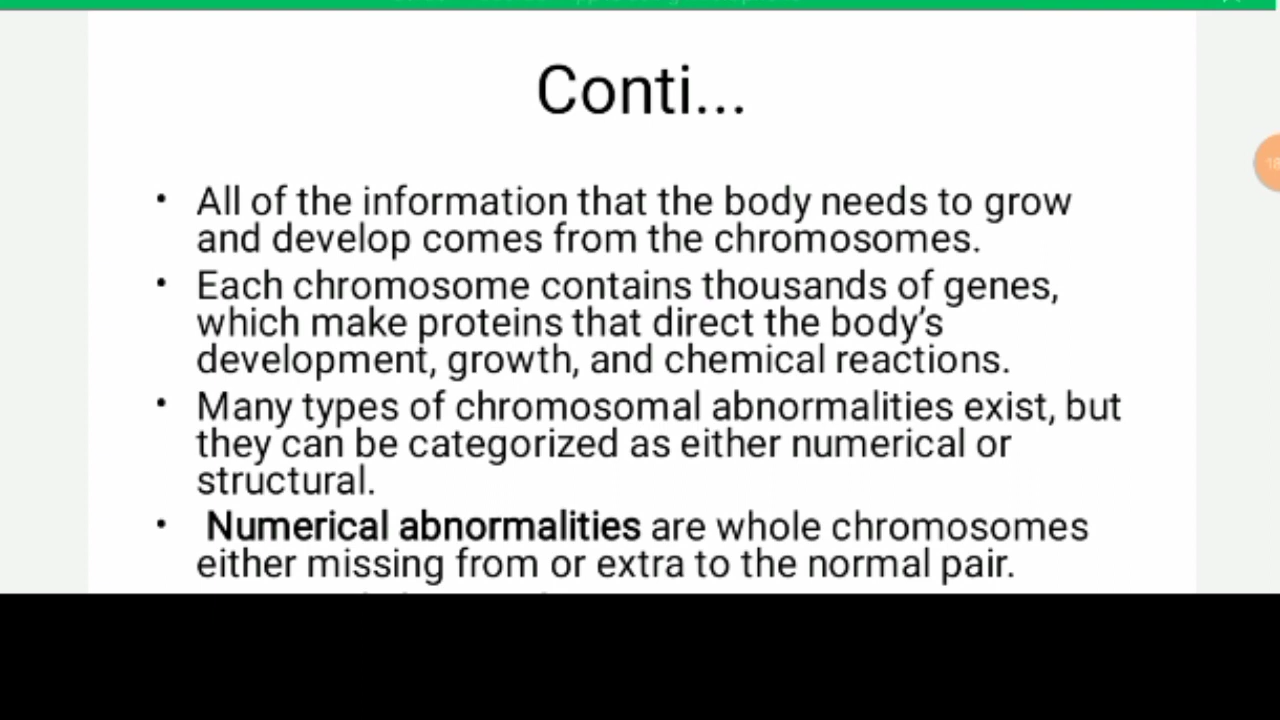 Conti...
• All of the information that the body needs to grow
and develop comes from the chromosomes.
• Each chromosome contains thousands of genes,
which make proteins that direct the body’s
development, growth, and chemical reactions.
• Many types of chromosomal abnormalities exist, but
they can be categorized as either numerical or
structural.
• Numerical abnormalities are whole chromosomes
either missing from or extra to the normal pair.
18